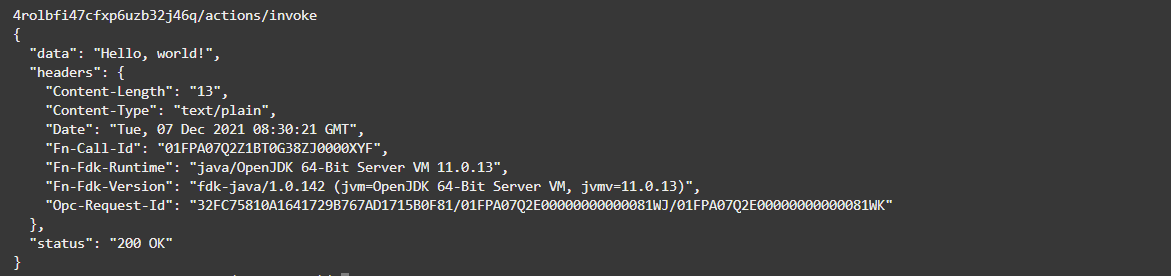 4rolbfi47cfxp6uzb32j46q/actions/invoke
{
  "data": "Hello, world!",
  "headers": {
    "Content-Length": "13",
    "Content-Type": "text/plain",
    "Date": "Tue, 07 Dec 2021 08:30:21 GMT",
    "Fn-Call-Id": "01FPA07Q2Z1BT0G38ZJ0000XYF",
    "Fn-Fdk-Runtime": "java/OpenJDK 64-Bit Server VM 11.0.13",
    "Fn-Fdk-Version": "fdk-java/1.0.142 (jvm=OpenJDK 64-Bit Server VM, jvmv=11.0.13)",
    "Opc-Request-Id": "32FC75810A1641729B767AD1715B0F81/01FPA07Q2E00000000000081WJ/01FPA07Q2E00000000000081WK"
  },
  "status": "200 OK"
}